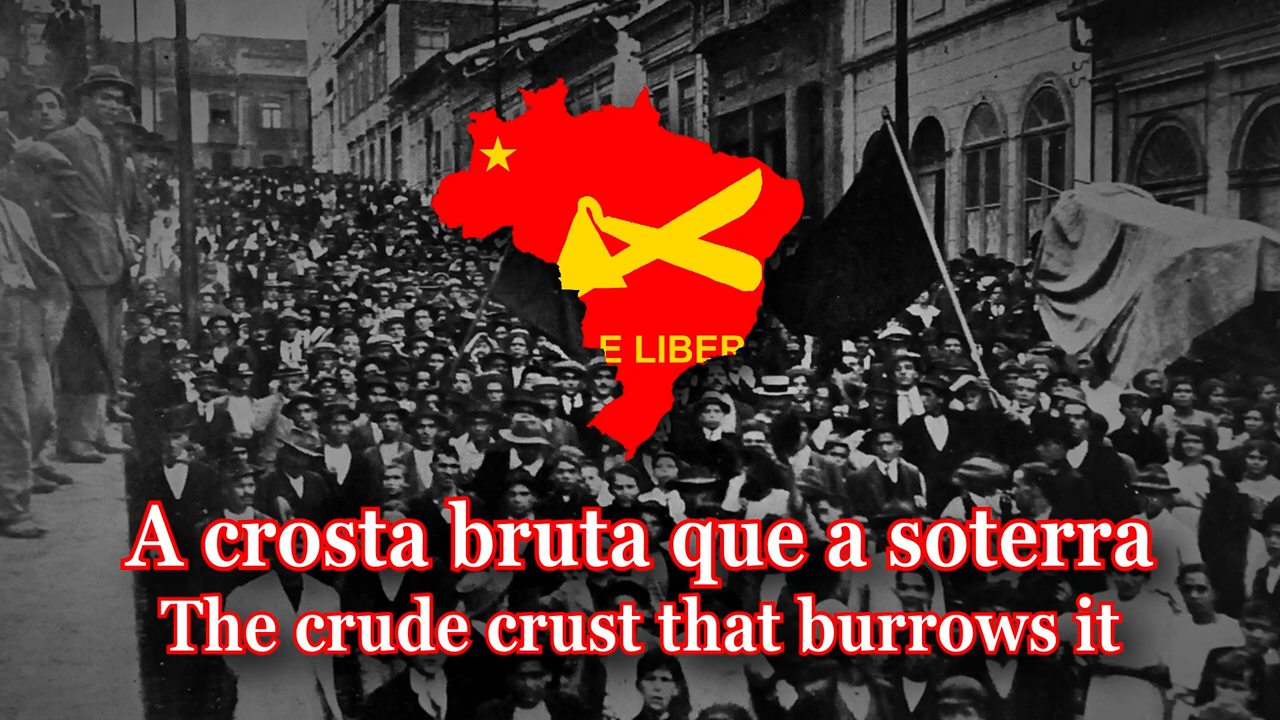 E LIBER
A crosta bruta que a soterra
The crude crust that burrows it